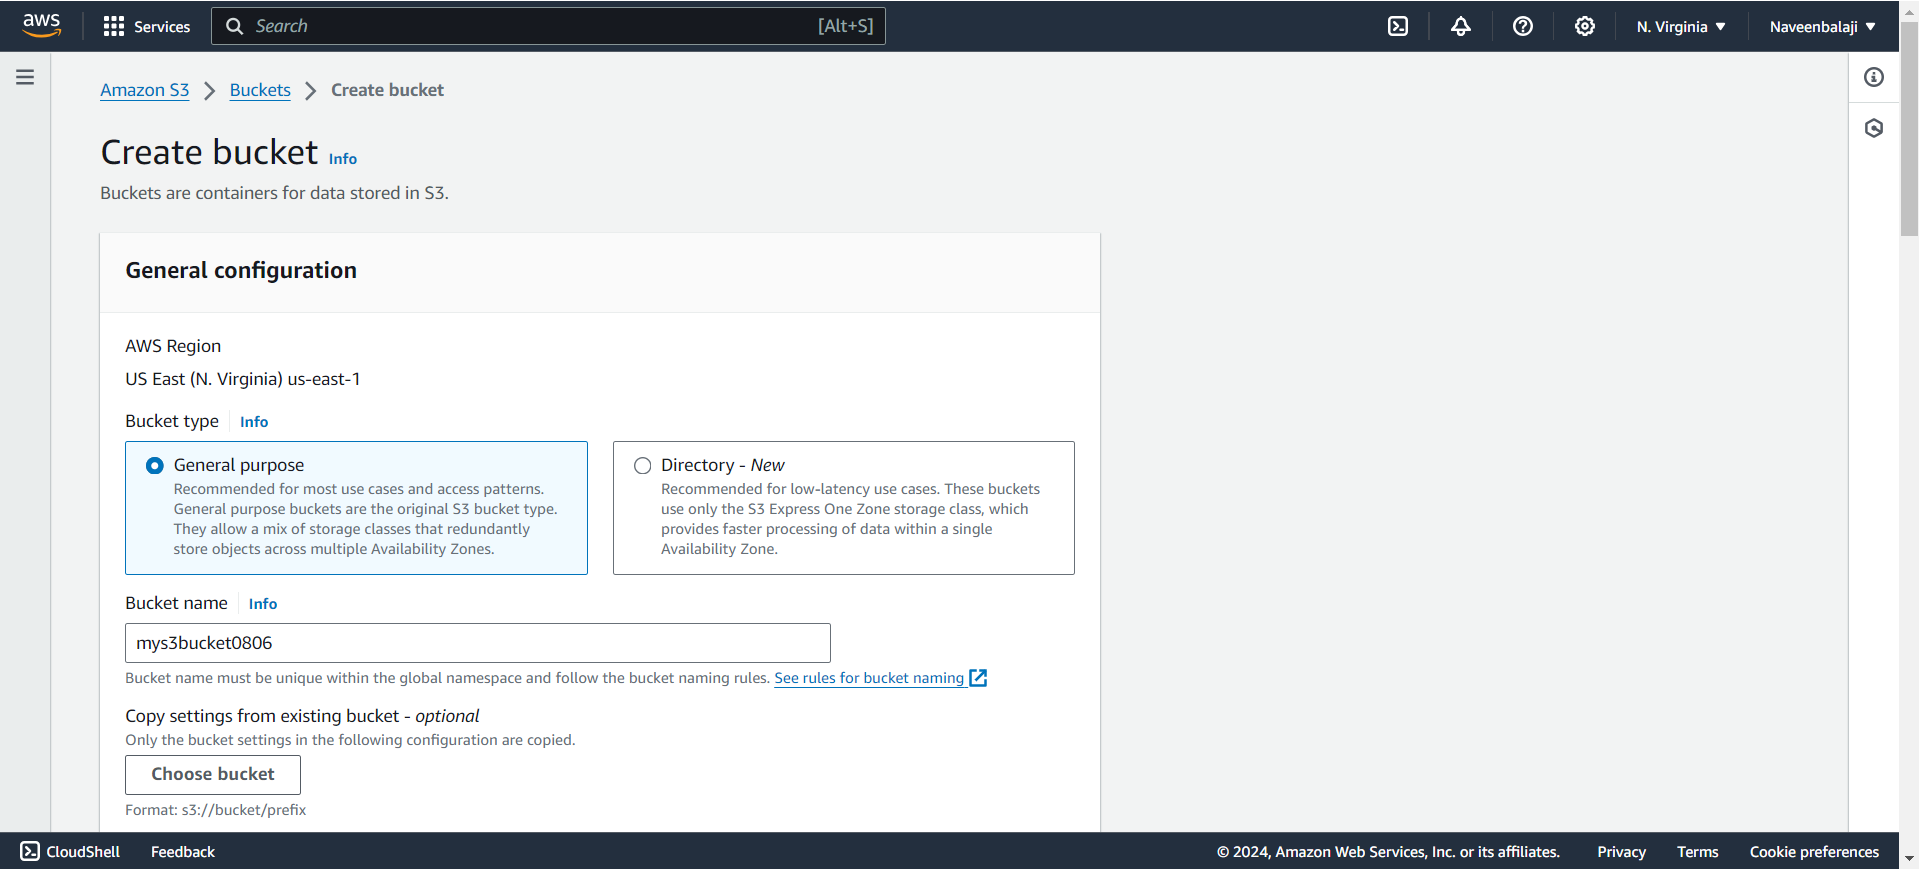 aws
Services
Search
[Alt+S]
N. Virginia
Naveenbalaji
Amazon S3
Buckets
Create bucket
Create bucket Info
Buckets are containers for data stored in S3.
General configuration
AWS Region
US East (N. Virginia) us-east-1
Bucket type Info
General purpose
Recommended for most use cases and access patterns.
General purpose buckets are the original S3 bucket type.
They allow a mix of storage classes that redundantly
store objects across multiple Availability Zones.
Directory - New
Recommended for low-latency use cases. These buckets
use only the S3 Express One Zone storage class, which
provides faster processing of data within a single
Availability Zone.
Bucket name Info
mys3bucket0806
Bucket name must be unique within the global namespace and follow the bucket naming rules. See rules for bucket naming
Copy settings from existing bucket - optional
Only the bucket settings in the following configuration are copied.
Choose bucket
Format: s3://bucket/prefix
CloudShell
Feedback
© 2024, Amazon Web Services, Inc. or its affiliates.
Privacy
Terms
Cookie preferences